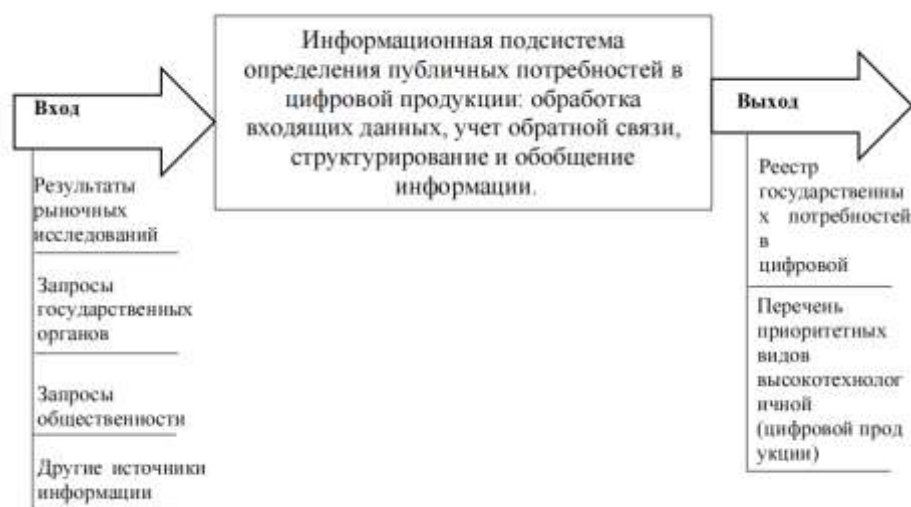 Информационная подсистема
определения публичных потребностей в
цифровой продукции: обработка
входящих данных, учет обратной связи,
структурирование и обобщение
информации.
Вход
Результаты
рыночных
исследований
Запросы
государственных
органов
Запросы
общественности
Другие источники
информации
Выход
Реестр
государственны
х потребностей
в
цифровой
Перечень
приоритетных
видов
высокотехнолог
ичной
(цифровой прод
укции)